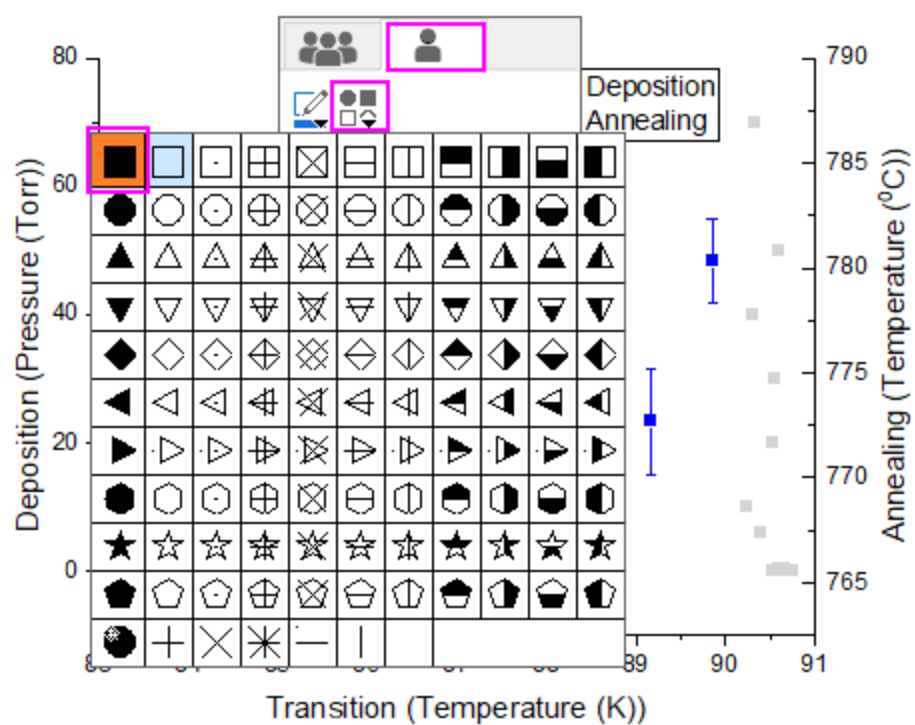 80
60
40
20
0
Deposition (Pressure (Torr))
Deposition
Annealing
790
785
780
775
770
765
Annealing (Temperature (⁰C))
89
90
91
Transition (Temperature (K))